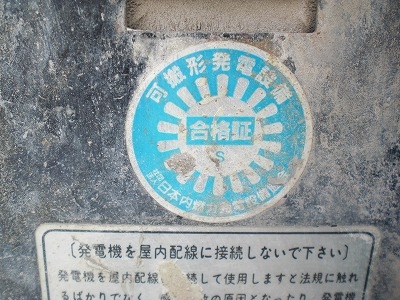 可搬形発電設備
合格証
S
日本内燃力発電設備協会
〔発電機を屋内配線に接続しないで下さい〕
発電機を屋内配線に接続して使用しますと法規に触れ
るばかりでなく の原因となったり、発電機